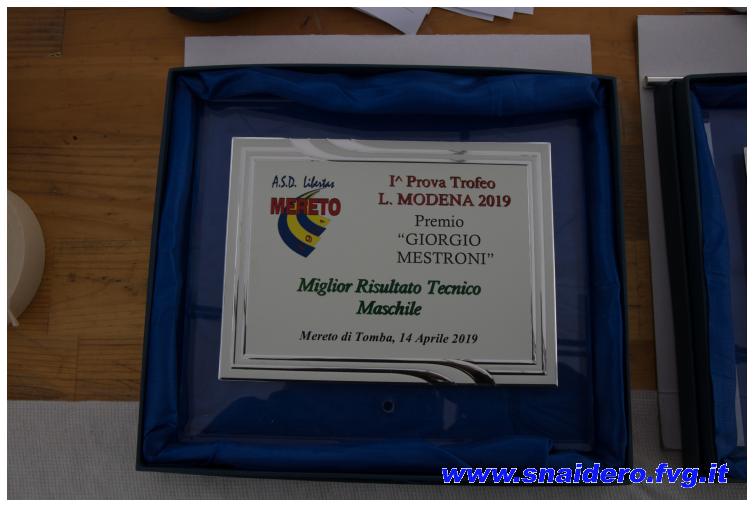 A.S.D. Libertas
MERETO
I^ Prova Trofeo
L. MODENA 2019
Premio
“GIORGIO
MESTRONI”
Miglior Risultato Tecnico
Maschile
Mereto di Tomba, 14 Aprile 2019
www.snaidero.fvg.it